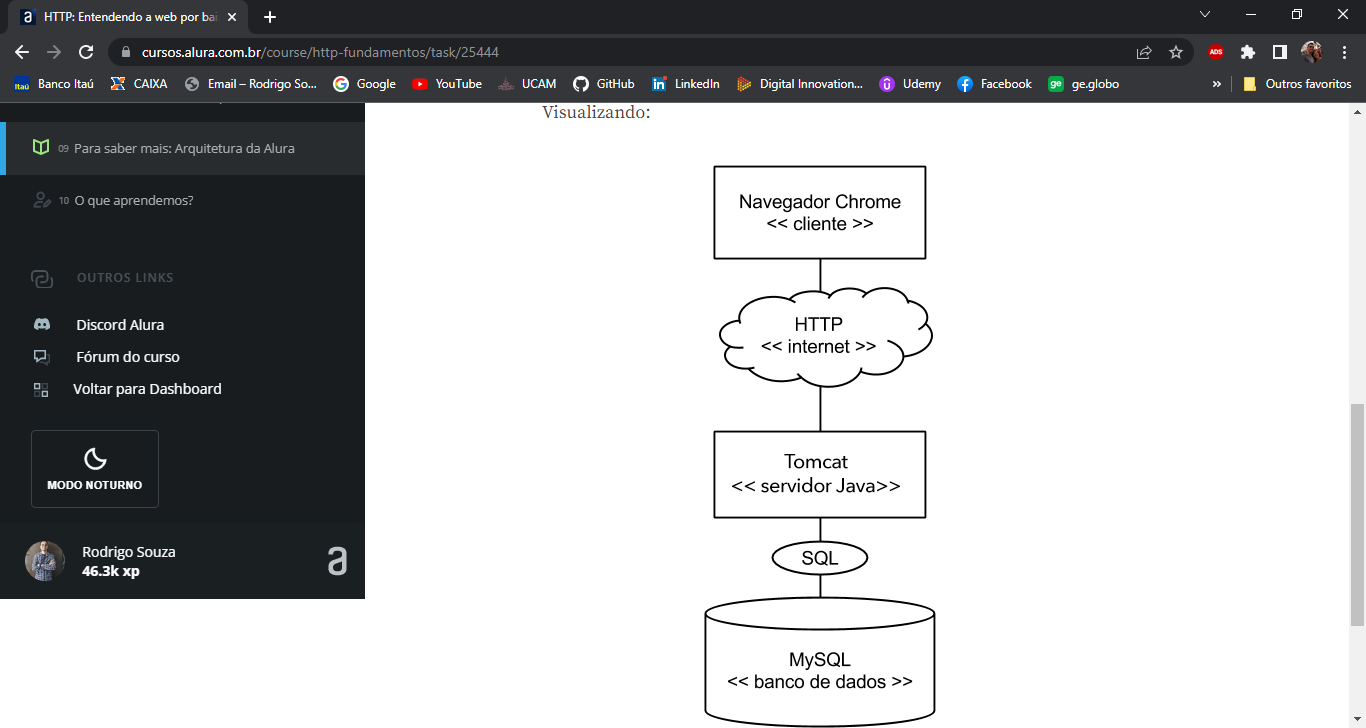 HTTP: Entendendo a web por bai
cursos.alura.com.br/course/http-fundamentos/task/25444
ADS
Itaú Banco Itaú CAIXA Email – Rodrigo So... Google YouTube UCAM GitHub LinkedIn Digital Innovation... Udemy Facebook ge ge.globo » Outros favoritos
09 Para saber mais: Arquitetura da Alura
10 O que aprendemos?
OUTROS LINKS
Discord Alura
Fórum do curso
Voltar para Dashboard
MODO NOTURNO
Rodrigo Souza
46.3k xp
a
Visualizando:
Navegador Chrome
<< cliente >>
HTTP
<< internet >>
Tomcat
<< servidor Java>>
SQL
MySQL
<< banco de dados >>